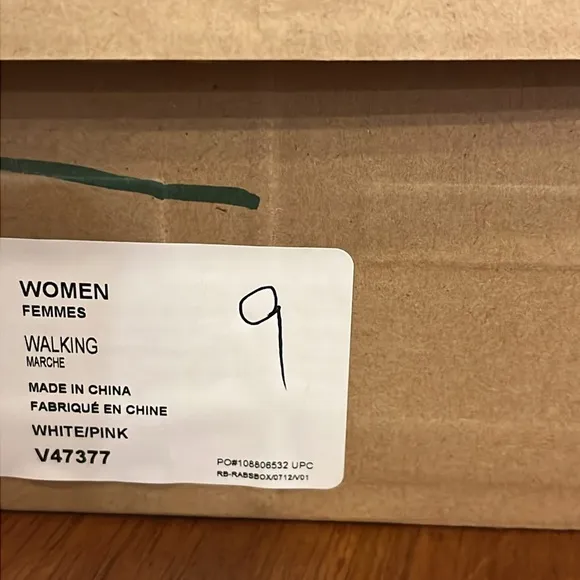 WOMEN
FEMMES
9
WALKING
MARCHE
MADE IN CHINA
FABRIQUÉ EN CHINE
WHITE/PINK
V47377
PO#108806532 UPC
RB-RABSBOX/0712/V01